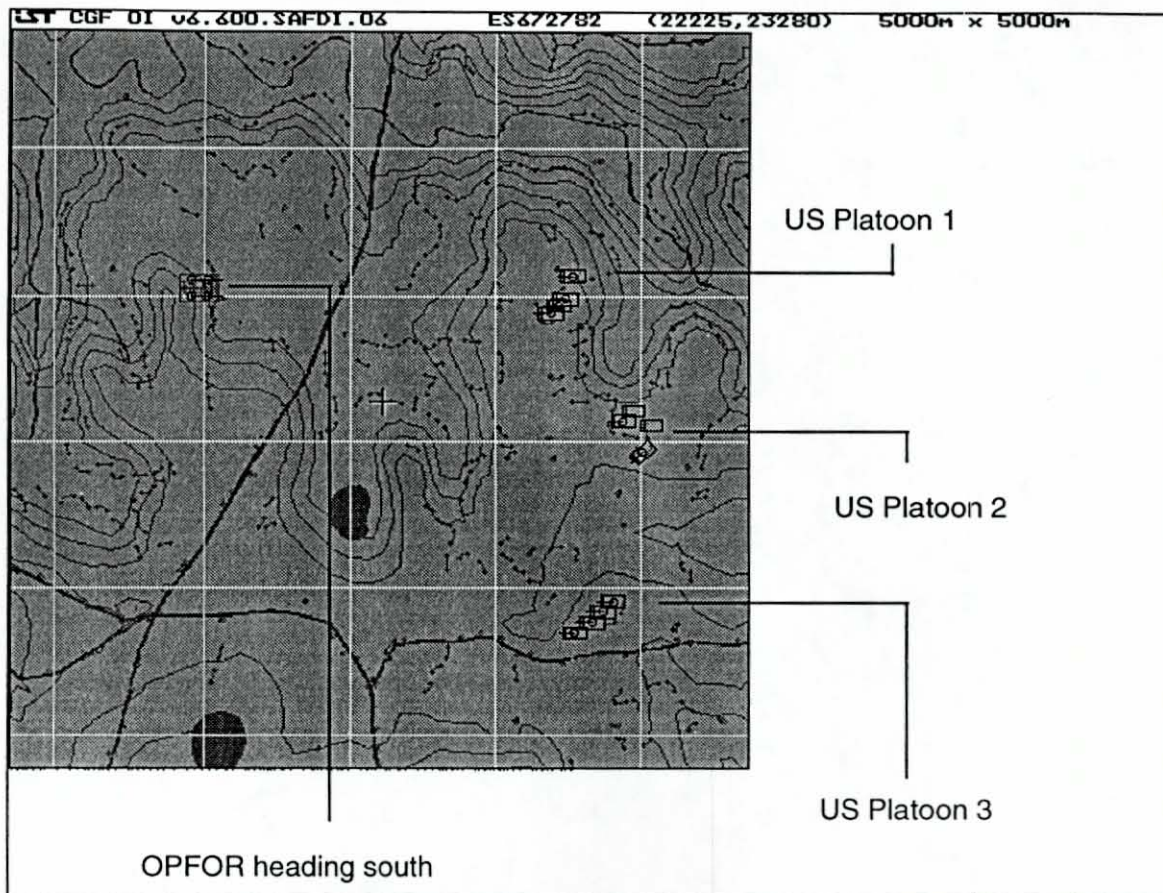 IST CGF OI v6.600.SAFDI.06 ES672782 (22225,23280) 5000m x 5000m
US Platoon 1
US Platoon 2
US Platoon 3
OPFOR heading south